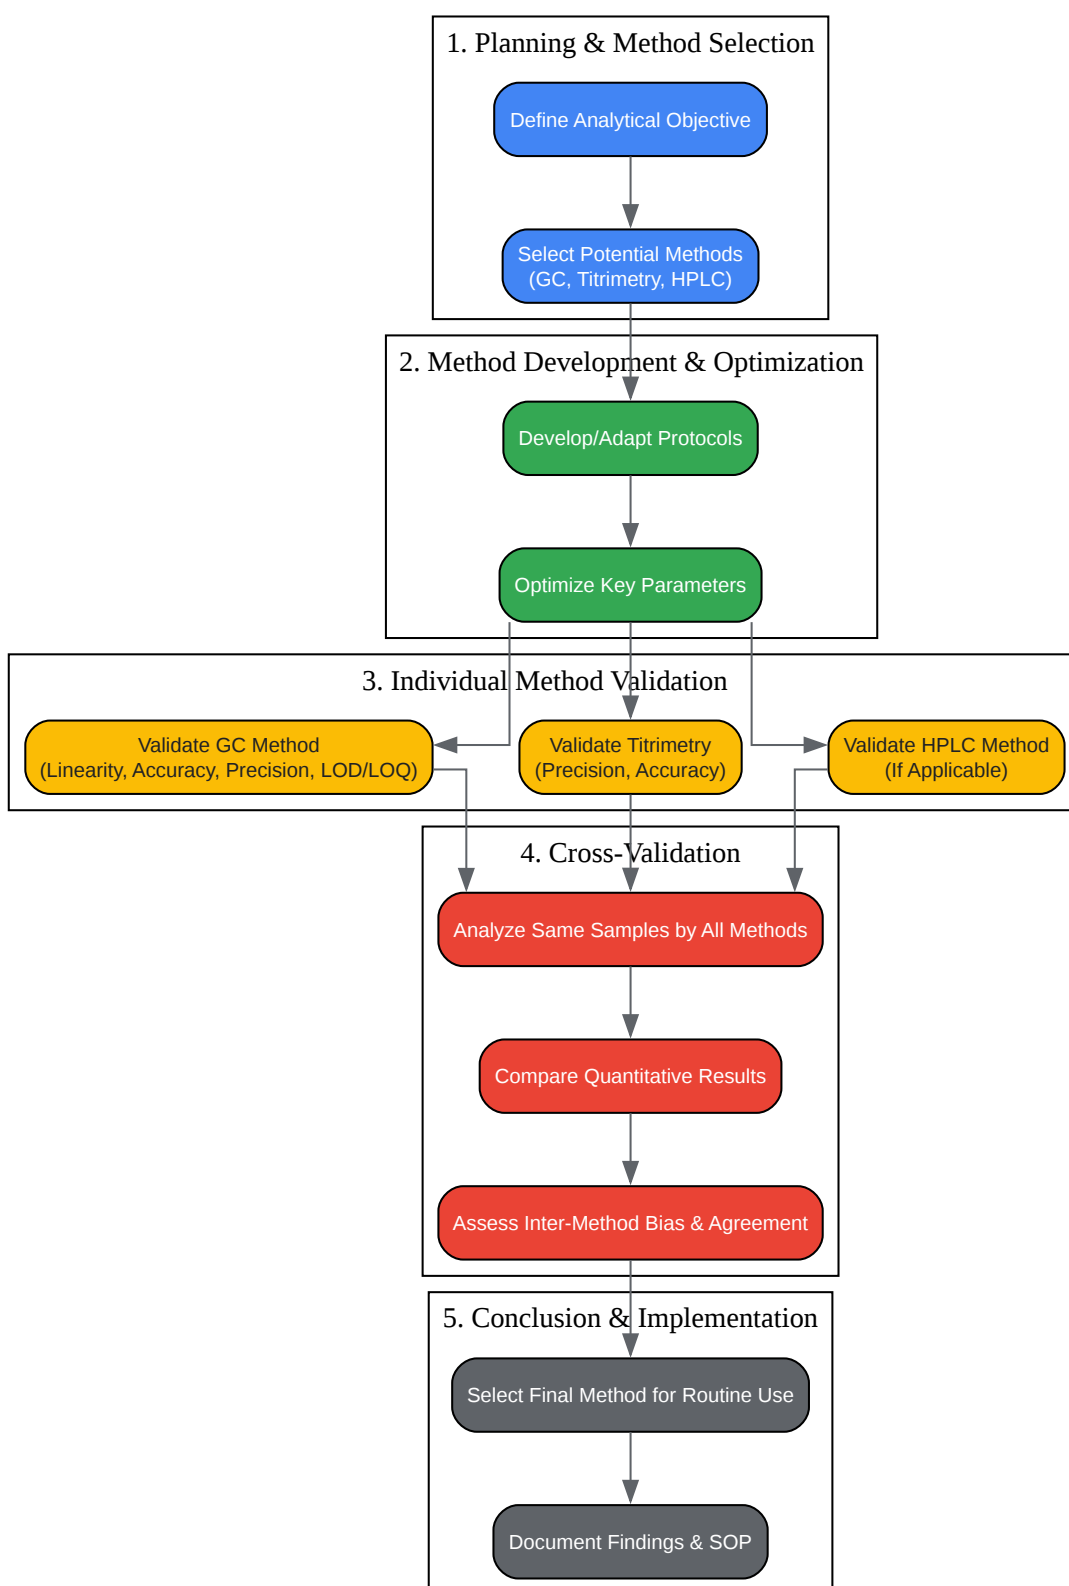 1. Planning & Method Selection
Define Analytical Objective
Select Potential Methods
(GC, Titrimetry, HPLC)
2. Method Development & Optimization
Develop/Adapt Protocols
Optimize Key Parameters
3. Individual Method Validation
Validate GC Method
(Linearity, Accuracy, Precision, LOD/LOQ)
Validate Titrimetry
(Precision, Accuracy)
Validate HPLC Method
(If Applicable)
4. Cross-Validation
Analyze Same Samples by All Methods
Compare Quantitative Results
Assess Inter-Method Bias & Agreement
5. Conclusion & Implementation
Select Final Method for Routine Use
Document Findings & SOP